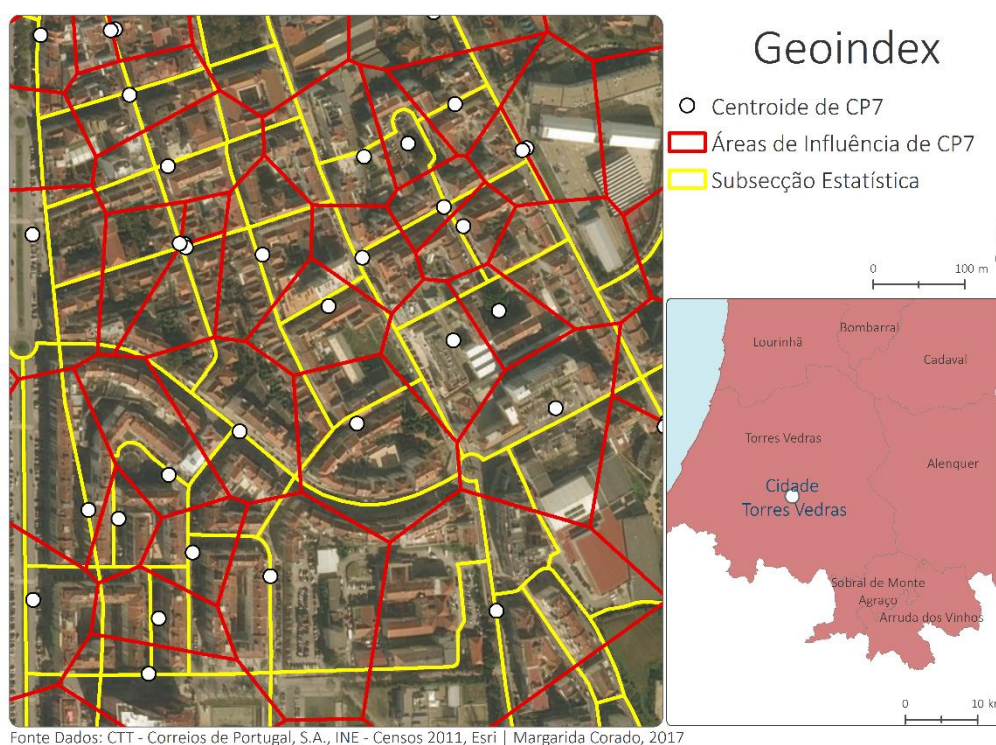 Geoindex
Centroide de CP7
Áreas de Influência de CP7
Subsecção Estatística
0 100 m
Lourinhã
Bombarral
Cadaval
Torres Vedras
Alenquer
Cidade
Torres Vedras
Sobral de Monte
Agraço
Arruda dos Vinhos
0 10 km
Fonte Dados: CTT - Correios de Portugal, S.A., INE - Censos 2011, Esri | Margarida Corado, 2017